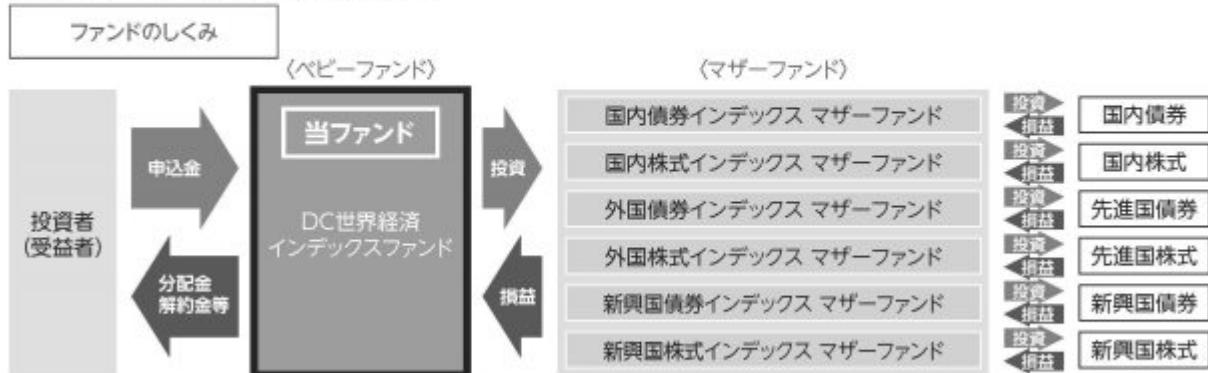 ファンドのしくみ
〈ベビーファンド〉
〈マザーファンド〉
投資者
(受益者)
申込金
分配金
解約金等
当ファンド
DC世界経済
インデックスファンド
投資
損益
国内債券インデックス マザーファンド
投資
損益
国内債券
国内株式インデックス マザーファンド
投資
損益
国内株式
外国債券インデックス マザーファンド
投資
損益
先進国債券
外国株式インデックス マザーファンド
投資
損益
先進国株式
新興国債券インデックス マザーファンド
投資
損益
新興国債券
新興国株式インデックス マザーファンド
投資
損益
新興国株式